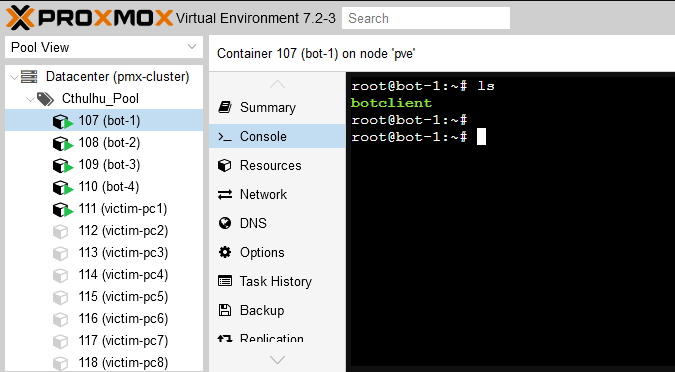 PROXMOX Virtual Environment 7.2-3 Search
Pool View
Datacenter (pmx-cluster)
Cthulhu_Pool
107 (bot-1)
108 (bot-2)
109 (bot-3)
110 (bot-4)
111 (victim-pc1)
112 (victim-pc2)
113 (victim-pc3)
114 (victim-pc4)
115 (victim-pc5)
116 (victim-pc6)
117 (victim-pc7)
118 (victim-pc8)
Container 107 (bot-1) on node 'pve'
Summary
Console
Resources
Network
DNS
Options
Task History
Backup
Replication
root@bot-1:~# ls
botclient
root@bot-1:~#
root@bot-1:~#